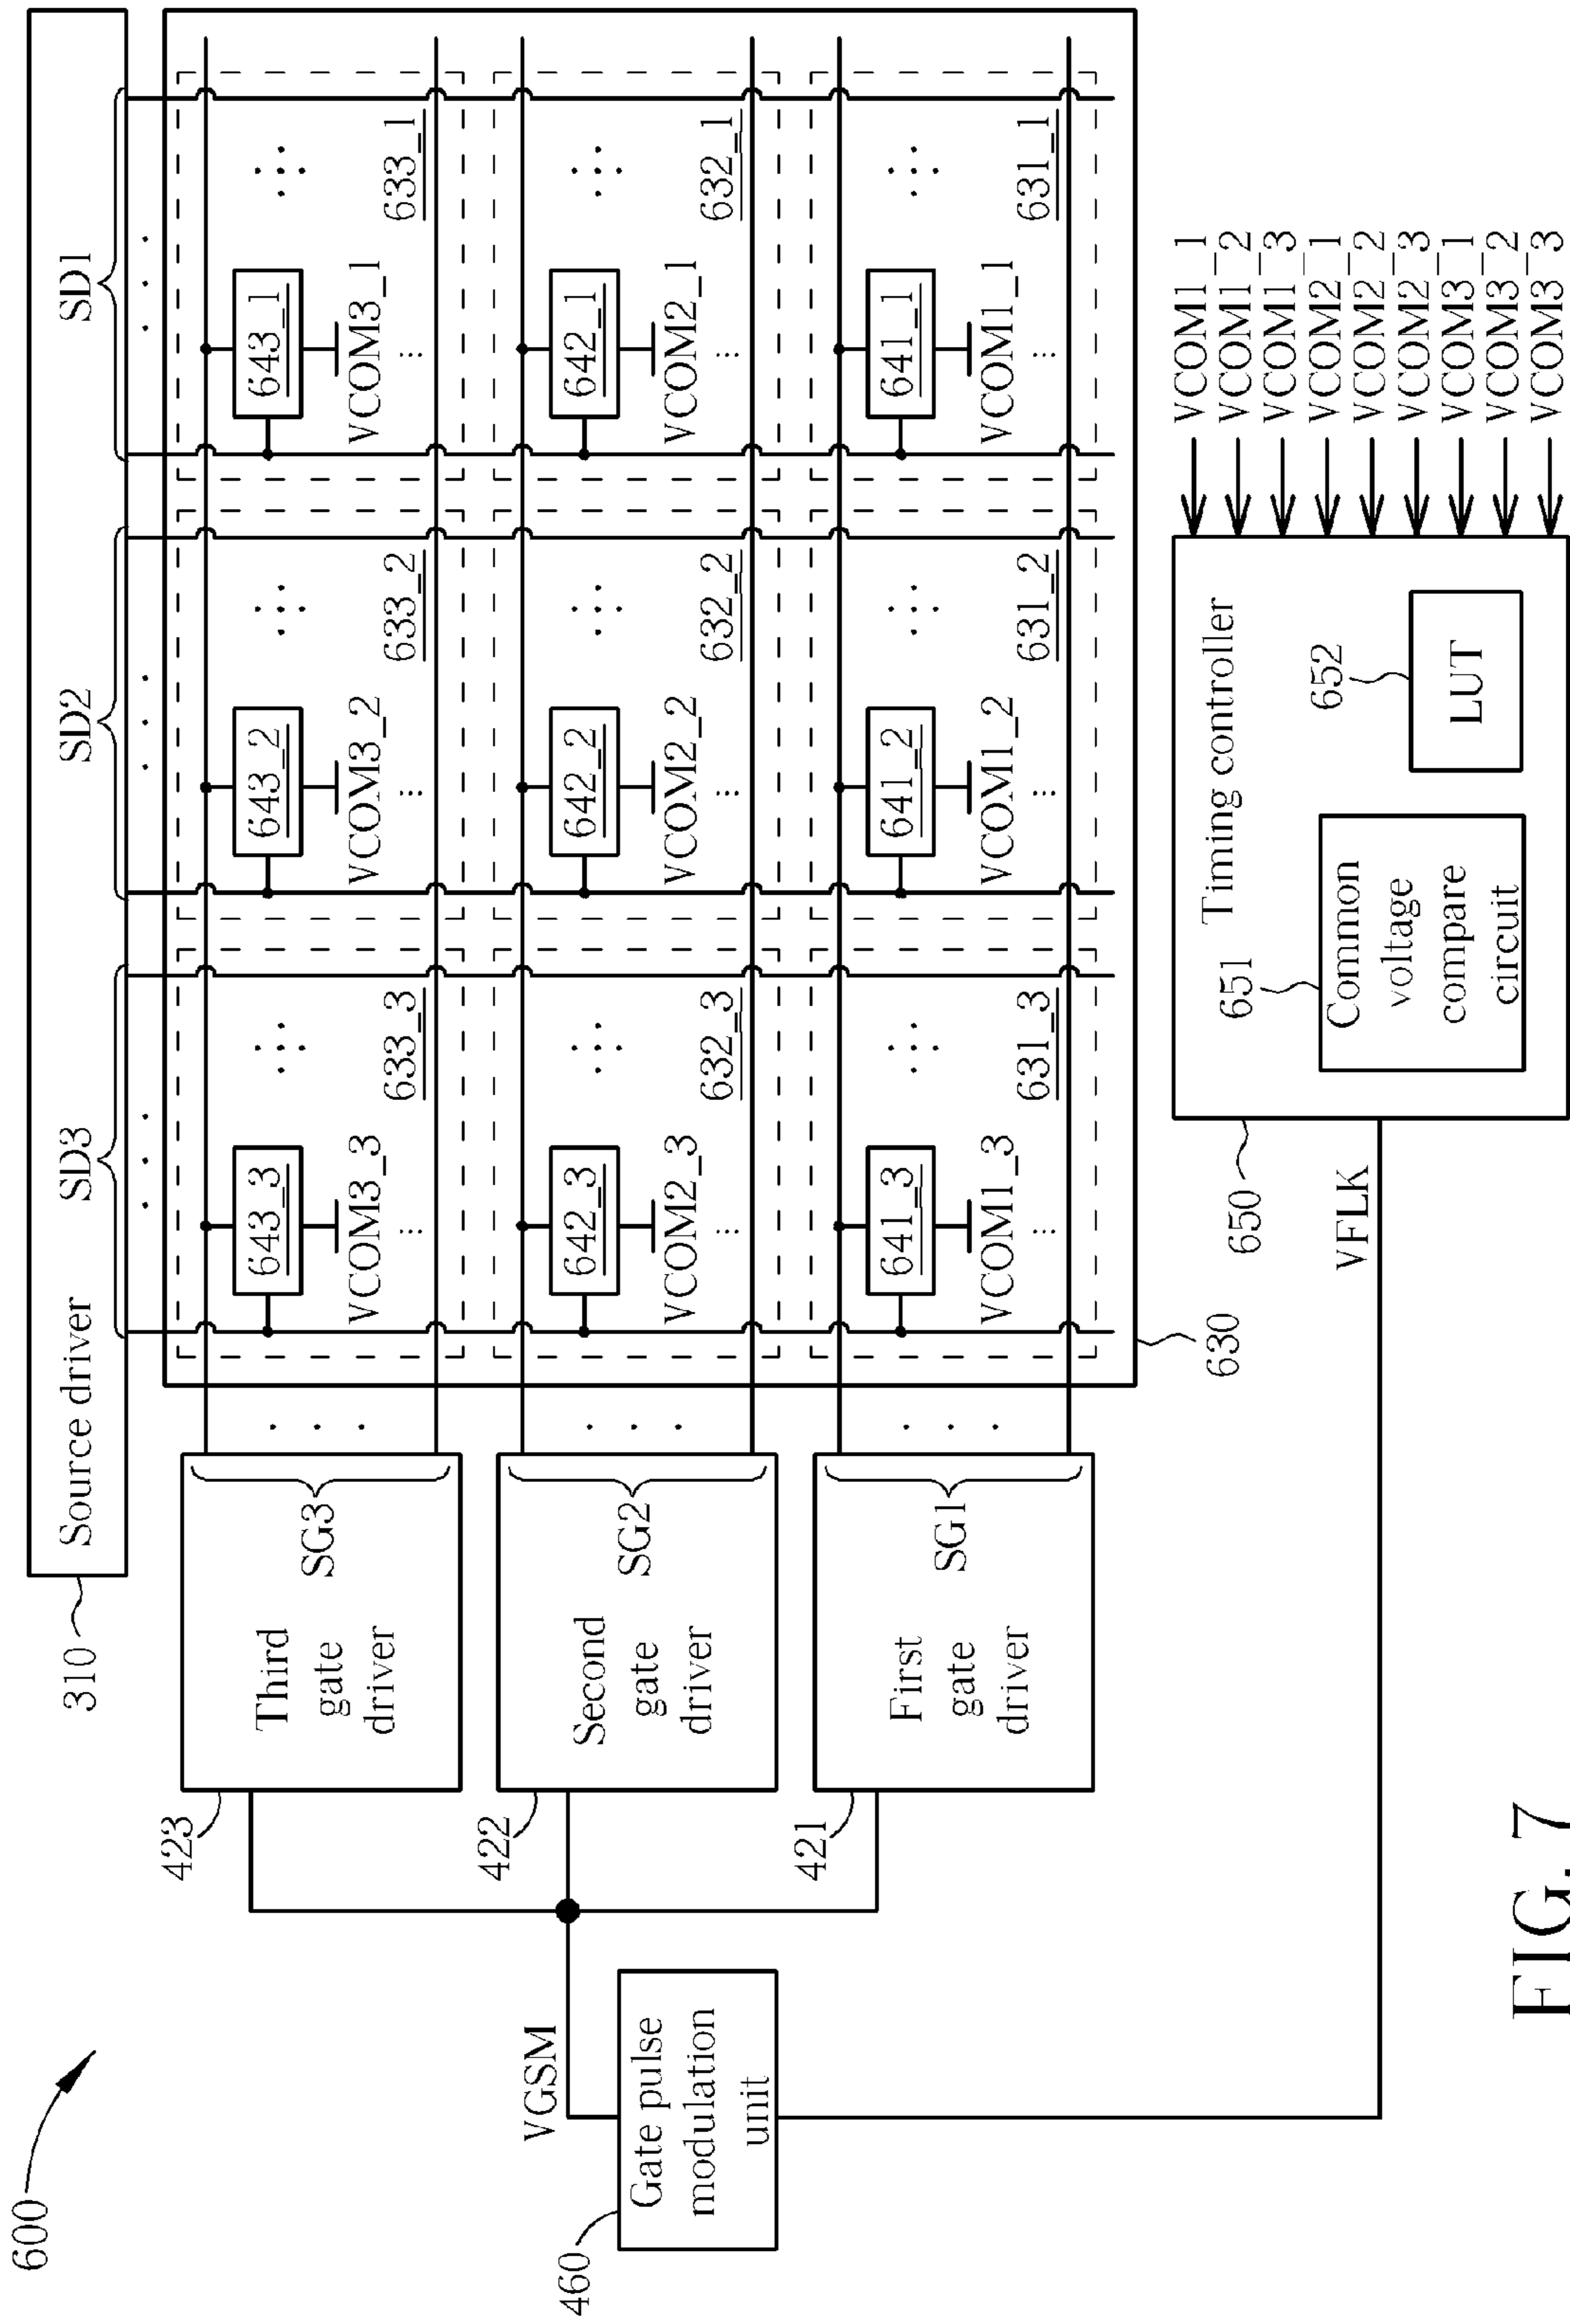 600
310
Source driver
SD3
SD2
SD1
423
Third
gate
driver
SG3
643_3
VCOM3_3
633_3
643_2
VCOM3_2
633_2
643_1
VCOM3_1
633_1
422
Second
gate
driver
SG2
642_3
VCOM2_3
632_3
642_2
VCOM2_2
632_2
642_1
VCOM2_1
632_1
421
First
gate
driver
SG1
641_3
VCOM1_3
631_3
641_2
VCOM1_2
631_2
641_1
VCOM1_1
631_1
630
VGSM
460
Gate pulse
modulation
unit
VFLK
650
Timing controller
651
Common
voltage
compare
circuit
652
LUT
VCOM1_1
VCOM1_2
VCOM1_3
VCOM2_1
VCOM2_2
VCOM2_3
VCOM3_1
VCOM3_2
VCOM3_3
FIG. 7